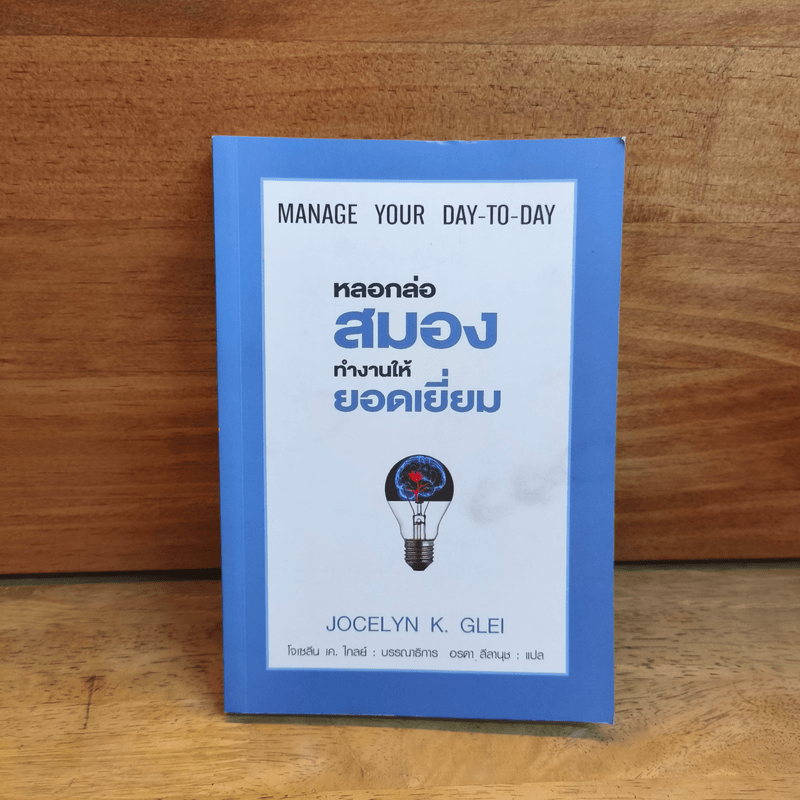 MANAGE YOUR DAY-TO-DAY
หลอกล่อ
สมอง
ทำงานให้
ยอดเยี่ยม
JOCELYN K. GLEI
โจเซลีน เค. ไกลย์ : บรรณาธิการ อรดา ลีลานุช : แปล